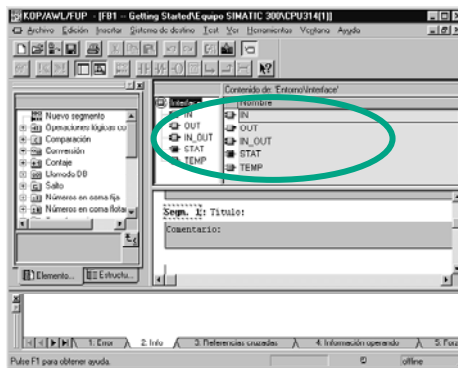 KOP/AWL/FUP - [FB1 -- Getting Started\Equipo SIMATIC 300\CPU314(1)]
Archivo Edición Insertar Sistema de destino Test Ver Herramientas Ventana Ayuda
Nuevo segmento
Operaciones lógicas co
Comparación
Conversión
Contaje
Llamada DB
Salto
Números en coma fija
Números en coma flota
Elemento...
Estructu...
Contenido de: 'Entorno\Interface'
Interface
IN
OUT
IN_OUT
STAT
TEMP
Nombre
IN
OUT
IN_OUT
STAT
TEMP
Segm. 1: Título:
Comentario:
1: Error
2: Info
3: Referencias cruzadas
4: Información operando
5: Forz
Pulse F1 para obtener ayuda.
offline